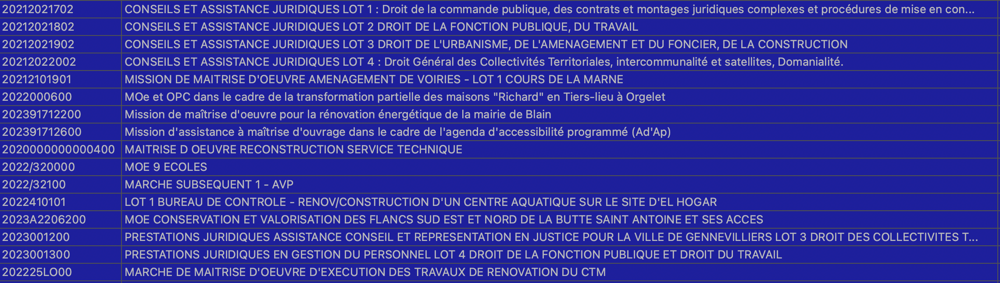 20212021702 CONSEILS ET ASSISTANCE JURIDIQUES LOT 1 : Droit de la commande publique, des contrats et montages juridiques complexes et procédures de mise en con...
20212021802 CONSEILS ET ASSISTANCE JURIDIQUES LOT 2 DROIT DE LA FONCTION PUBLIQUE, DU TRAVAIL
20212021902 CONSEILS ET ASSISTANCE JURIDIQUES LOT 3 DROIT DE L'URBANISME, DE L'AMENAGEMENT ET DU FONCIER, DE LA CONSTRUCTION
20212022002 CONSEILS ET ASSISTANCE JURIDIQUES LOT 4 : Droit Général des Collectivités Territoriales, intercommunalité et satellites, Domanialité.
20212101901 MISSION DE MAITRISE D'OEUVRE AMENAGEMENT DE VOIRIES - LOT 1 COURS DE LA MARNE
2022000600 MOe et OPC dans le cadre de la transformation partielle des maisons "Richard" en Tiers-lieu à Orgelet
202391712200 Mission de maîtrise d'oeuvre pour la rénovation énergétique de la mairie de Blain
202391712600 Mission d'assistance à maîtrise d'ouvrage dans le cadre de l'agenda d'accessibilité programmé (Ad'Ap)
2020000000000400 MAITRISE D OEUVRE RECONSTRUCTION SERVICE TECHNIQUE
2022/320000 MOE 9 ECOLES
2022/32100 MARCHE SUBSEQUENT 1 - AVP
2022410101 LOT 1 BUREAU DE CONTROLE - RENOV/CONSTRUCTION D'UN CENTRE AQUATIQUE SUR LE SITE D'EL HOGAR
2023A2206200 MOE CONSERVATION ET VALORISATION DES FLANCS SUD EST ET NORD DE LA BUTTE SAINT ANTOINE ET SES ACCES
2023001200 PRESTATIONS JURIDIQUES ASSISTANCE CONSEIL ET REPRESENTATION EN JUSTICE POUR LA VILLE DE GENNEVILLIERS LOT 3 DROIT DES COLLECTIVITES T...
2023001300 PRESTATIONS JURIDIQUES EN GESTION DU PERSONNEL LOT 4 DROIT DE LA FONCTION PUBLIQUE ET DROIT DU TRAVAIL
202225LO00 MARCHE DE MAITRISE D'OEUVRE D'EXECUTION DES TRAVAUX DE RENOVATION DU CTM